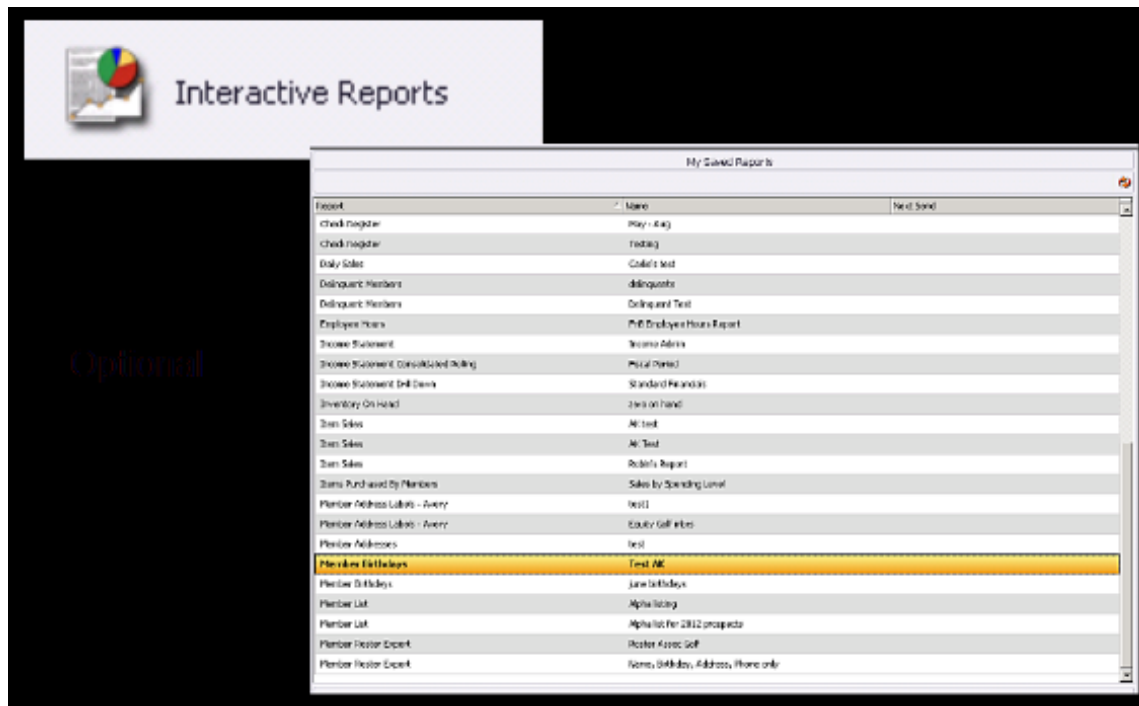 Interactive Reports
My Saved Reports
Report Name Next Send
Check Register May - Aug
Check Register Testing
Daily Sales test
Delinquent Members delinquents
Delinquent Members Delinquent Test
Employee Hours Employee Hours Report
Income Statement Income Admin
Optional
Income Statement Consolidated Rolling Fiscal Period
Income Statement Drill Down Standard Financials
Inventory On Hand zero on hand
Item Sales AK test
Item Sales AK Test
Item Sales Robin's Report
Items Purchased By Members Sales by Spending Level
Member Address Labels - Avery test1
Member Address Labels - Avery Equity Golf
Member Addresses test
Member Birthdays Test AK
Member Birthdays june birthdays
Member List Alpha listing
Member List Alpha list for 2012 prospects
Member Roster Export Roster Assoc Golf
Member Roster Export Name, Birthday, Address, Phone only